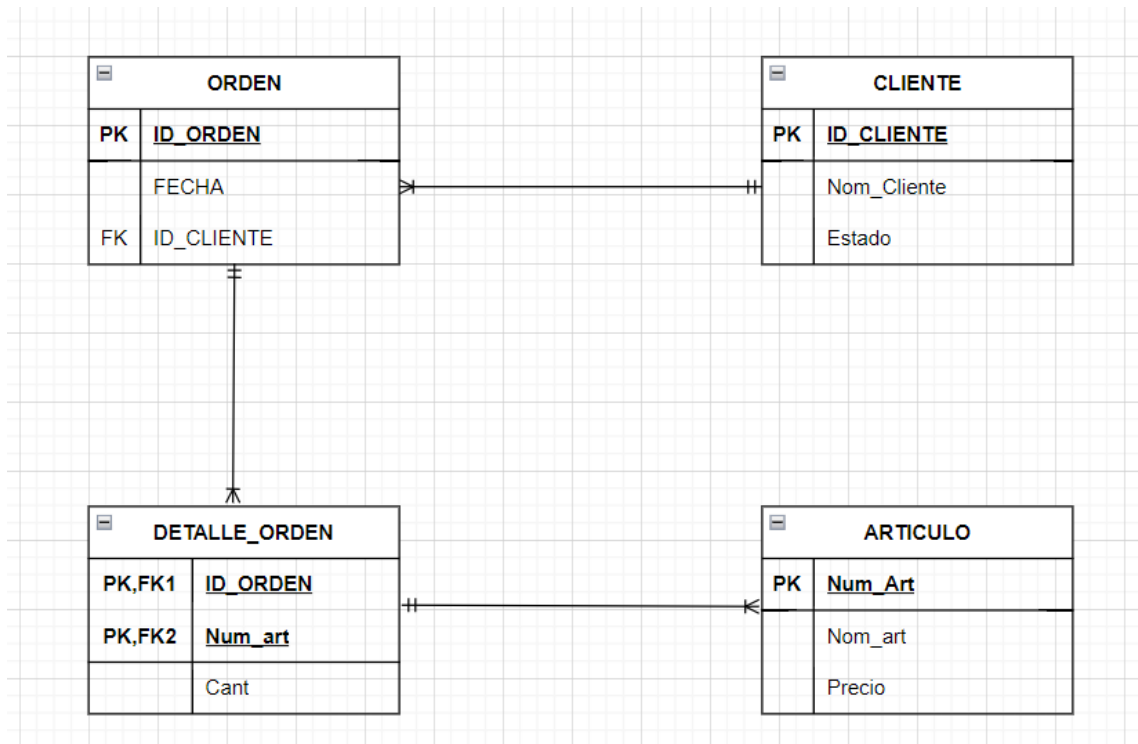 ORDEN
PK ID_ORDEN
FECHA
FK ID_CLIENTE
CLIENTE
PK ID_CLIENTE
Nom_Cliente
Estado
DETALLE_ORDEN
PK,FK1 ID_ORDEN
PK,FK2 Num_art
Cant
ARTICULO
PK Num_Art
Nom_art
Precio